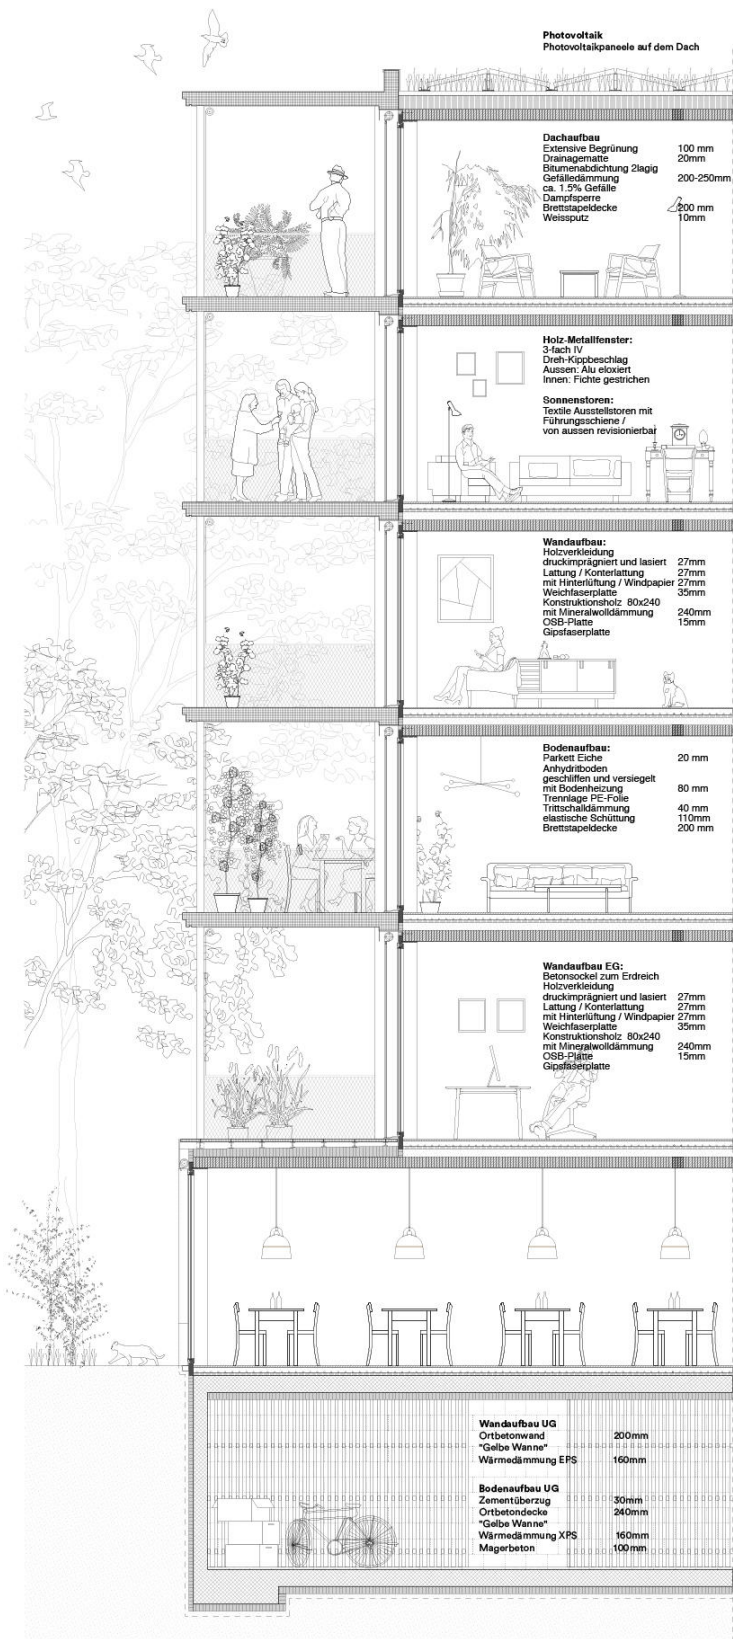 Photovoltaik
Photovoltaikpaneele auf dem Dach
Dachaufbau
Extensive Begrünung 100 mm
Drainagematte 20mm
Bitumenabdichtung 2lagig
Gefälledämmung 200-250mm
ca. 1.5% Gefälle
Dampfsperre
Brettstapeldecke 200 mm
Weissputz 10mm
Holz-Metallfenster:
3-fach IV
Dreh-Kippbeschlag
Aussen: Alu eloxiert
Innen: Fichte gestrichen
Sonnenstoren:
Textile Ausstellstoren mit
Führungsschiene /
von aussen revisionierbar
Wandaufbau:
Holzverkleidung
druckimprägniert und lasiert 27mm
Lattung / Konterlattung 27mm
mit Hinterlüftung / Windpapier 27mm
Weichfaserplatte 35mm
Konstruktionsholz 80x240
mit Mineralwolldämmung 240mm
OSB-Platte 15mm
Gipsfaserplatte
Bodenaufbau:
Parkett Eiche 20 mm
Anhydritboden
geschliffen und versiegelt
mit Bodenheizung 80 mm
Trennlage PE-Folie
Trittschalldämmung 40 mm
elastische Schüttung 110mm
Brettstapeldecke 200 mm
Wandaufbau EG:
Betonsockel zum Erdreich
Holzverkleidung
druckimprägniert und lasiert 27mm
Lattung / Konterlattung 27mm
mit Hinterlüftung / Windpapier 27mm
Weichfaserplatte 35mm
Konstruktionsholz 80x240
mit Mineralwolldämmung 240mm
OSB-Platte 15mm
Gipsfaserplatte
Wandaufbau UG
Ortbetonwand 200mm
"Gelbe Wanne"
Wärmedämmung EPS 160mm
Bodenaufbau UG
Zementüberzug 30mm
Ortbetondecke 240mm
"Gelbe Wanne"
Wärmedämmung XPS 160mm
Magerbeton 100mm